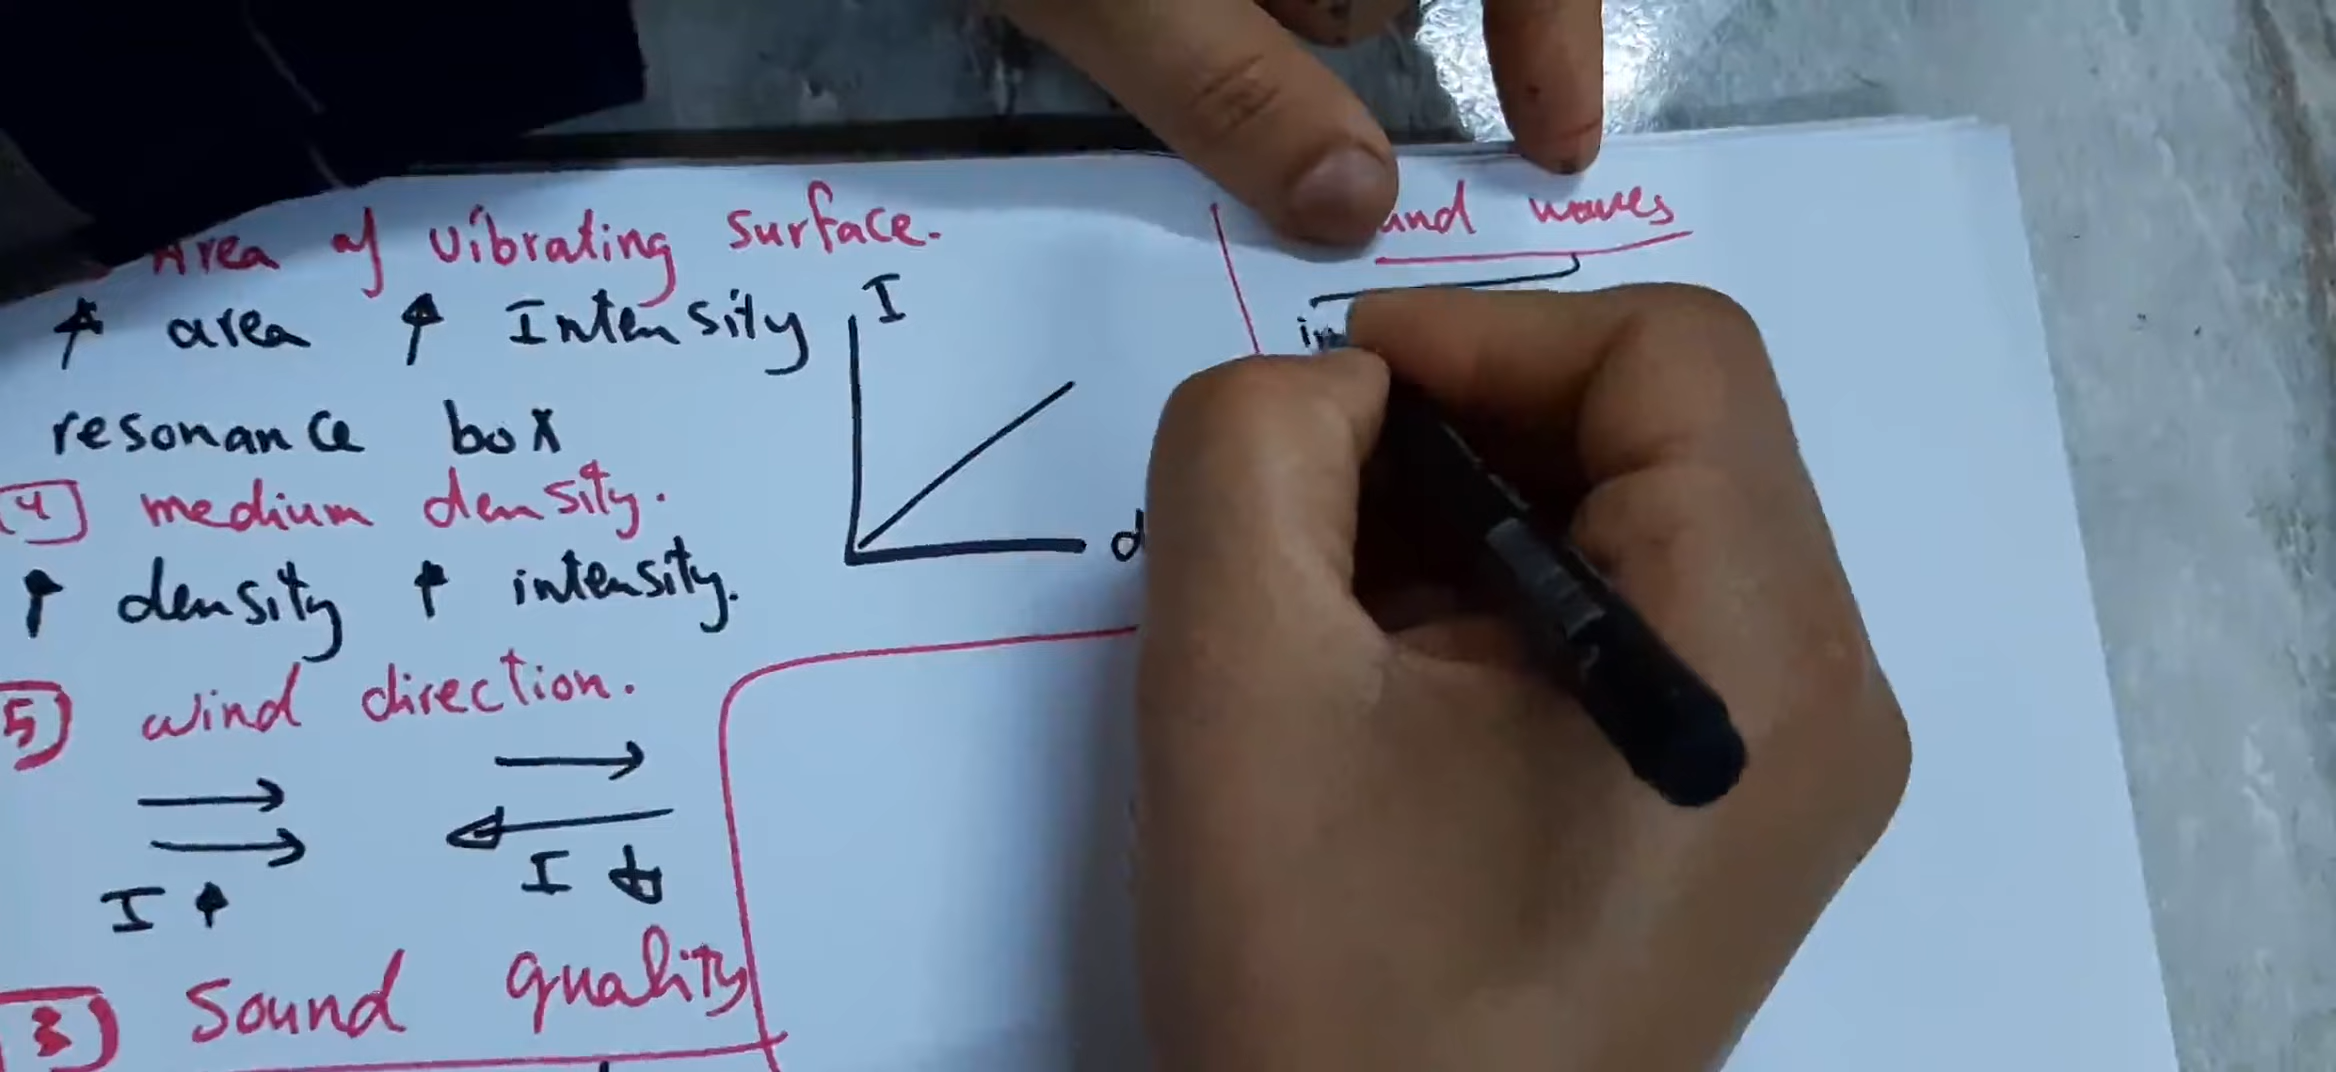 Area of vibrating surface.
↑ area ↑ Intensity
resonance box
I
d
4) medium density.
↑ density ↑ intensity.
5) wind direction.
I ↑
I ↓
3) Sound quality
waves